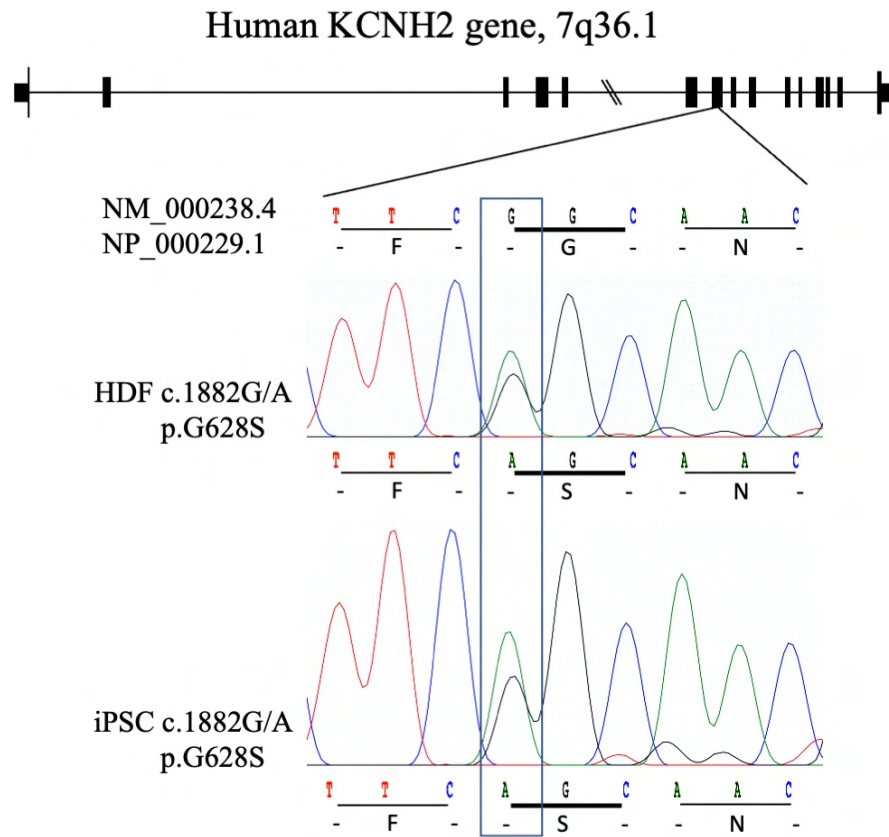 Human KCNH2 gene, 7q36.1
NM_000238.4 T T C G G C A A C
NP_000229.1 - F - - G - - N -
HDF c.1882G/A
p.G628S
T T C A G C A A C
- F - - S - - N -
iPSC c.1882G/A
p.G628S
T T C A G C A A C
- F - - S - - N -